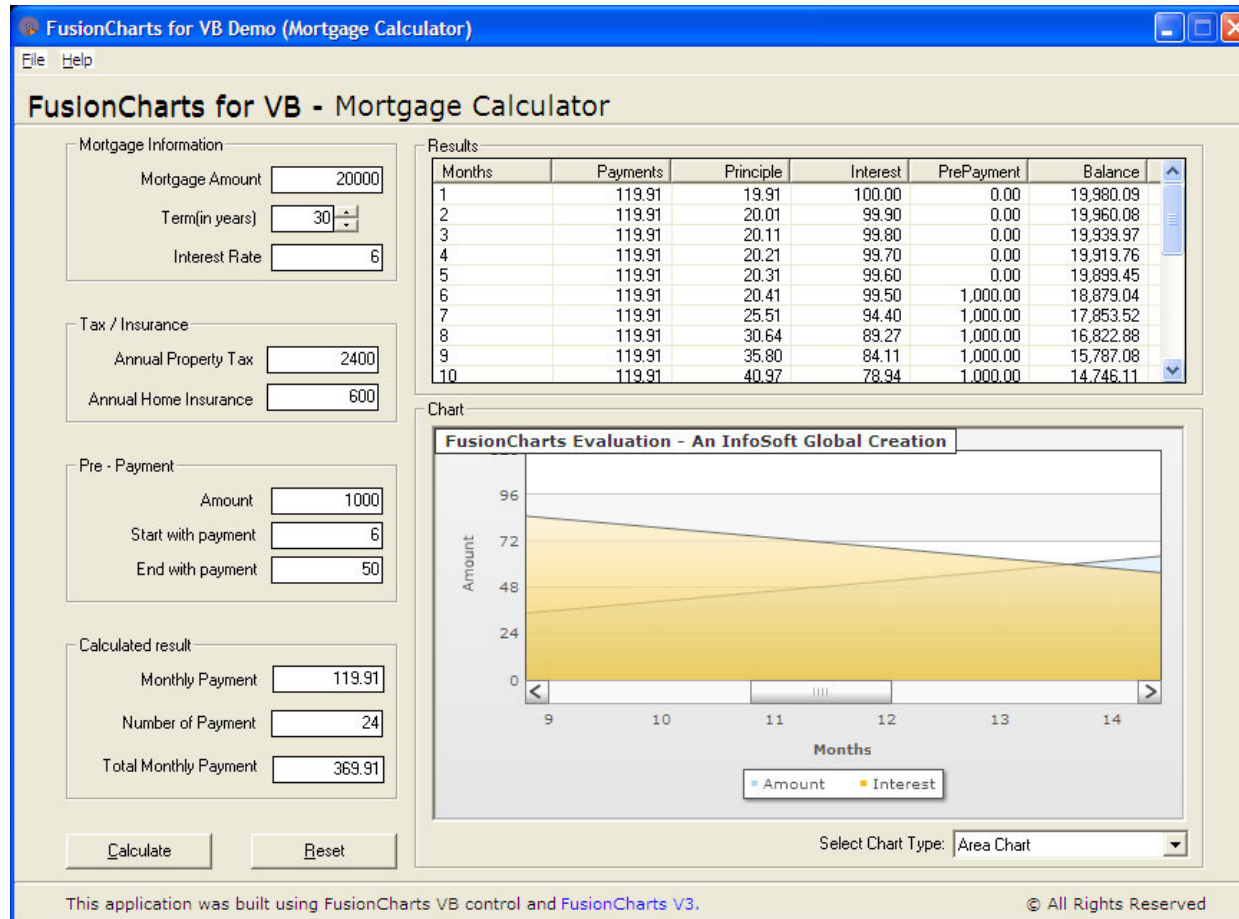 FusionCharts for VB Demo (Mortgage Calculator)
File Help
FusionCharts for VB - Mortgage Calculator
Mortgage Information
Mortgage Amount 20000
Term(in years) 30
Interest Rate 6
Tax / Insurance
Annual Property Tax 2400
Annual Home Insurance 600
Pre - Payment
Amount 1000
Start with payment 6
End with payment 50
Calculated result
Monthly Payment 119.91
Number of Payment 24
Total Monthly Payment 369.91
Calculate Reset
Results
Months Payments Principle Interest PrePayment Balance
1 119.91 19.91 100.00 0.00 19,980.09
2 119.91 20.01 99.90 0.00 19,960.08
3 119.91 20.11 99.80 0.00 19,939.97
4 119.91 20.21 99.70 0.00 19,919.76
5 119.91 20.31 99.60 0.00 19,899.45
6 119.91 20.41 99.50 1,000.00 18,879.04
7 119.91 25.51 94.40 1,000.00 17,853.52
8 119.91 30.64 89.27 1,000.00 16,822.88
9 119.91 35.80 84.11 1,000.00 15,787.08
10 119.91 40.97 78.94 1,000.00 14,746.11
Chart
FusionCharts Evaluation - An InfoSoft Global Creation
96
72
48
24
0
Amount
9 10 11 12 13 14
Months
Amount Interest
Select Chart Type: Area Chart
This application was built using FusionCharts VB control and FusionCharts V3.
© All Rights Reserved